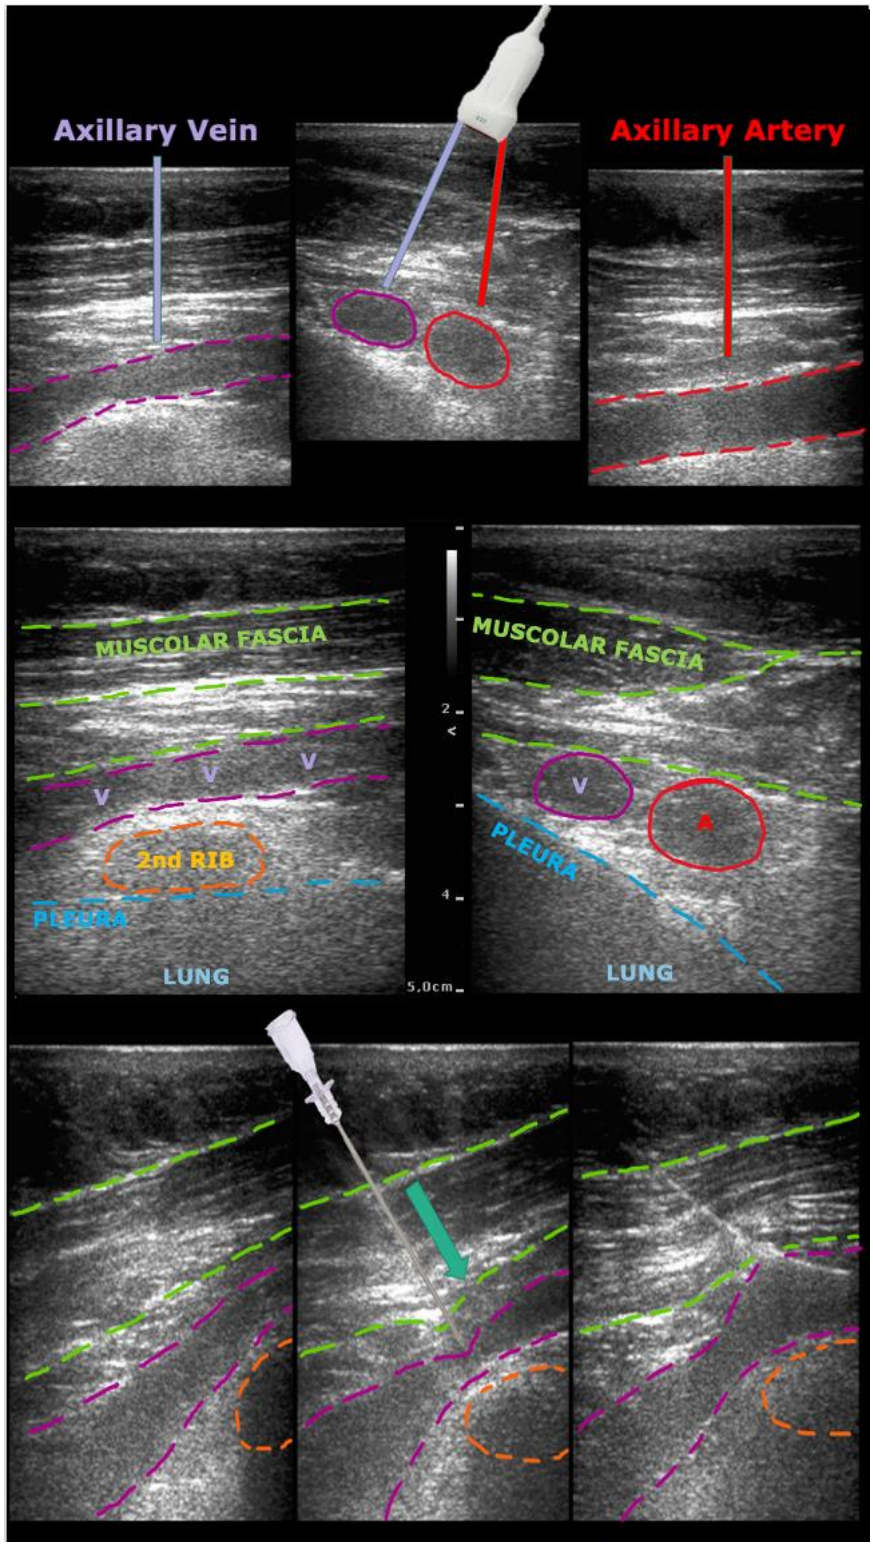 Axillary Vein
Axillary Artery
MUSCOLAR FASCIA
V
V
V
2nd RIB
PLEURA
LUNG
2
<
4
5,0cm
MUSCOLAR FASCIA
V
A
PLEURA
LUNG